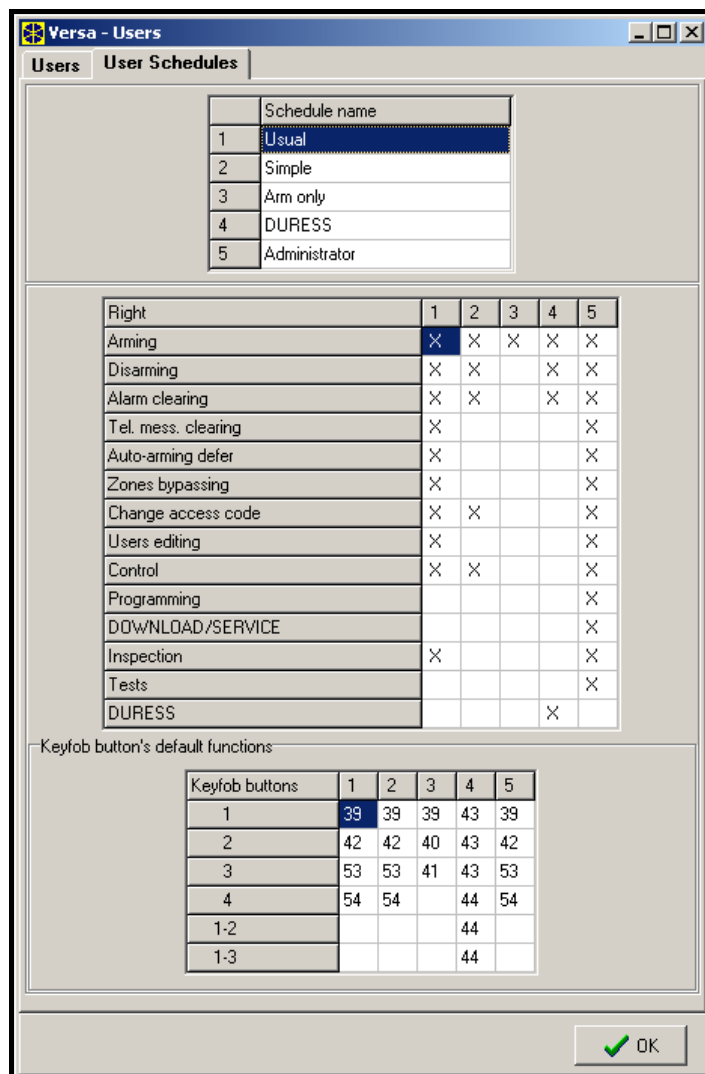 Versa - Users
Users User Schedules
Schedule name
1 Usual
2 Simple
3 Arm only
4 DURESS
5 Administrator
Right 1 2 3 4 5
Arming X X X X X
Disarming X X X X
Alarm clearing X X X X
Tel. mess. clearing X X
Auto-arming defer X X
Zones bypassing X X
Change access code X X X
Users editing X X
Control X X X
Programming X
DOWNLOAD/SERVICE X
Inspection X X
Tests X
DURESS X
Keyfob button's default functions
Keyfob buttons 1 2 3 4 5
1 39 39 39 43 39
2 42 42 40 43 42
3 53 53 41 43 53
4 54 54 44 54
1-2 44
1-3 44
OK